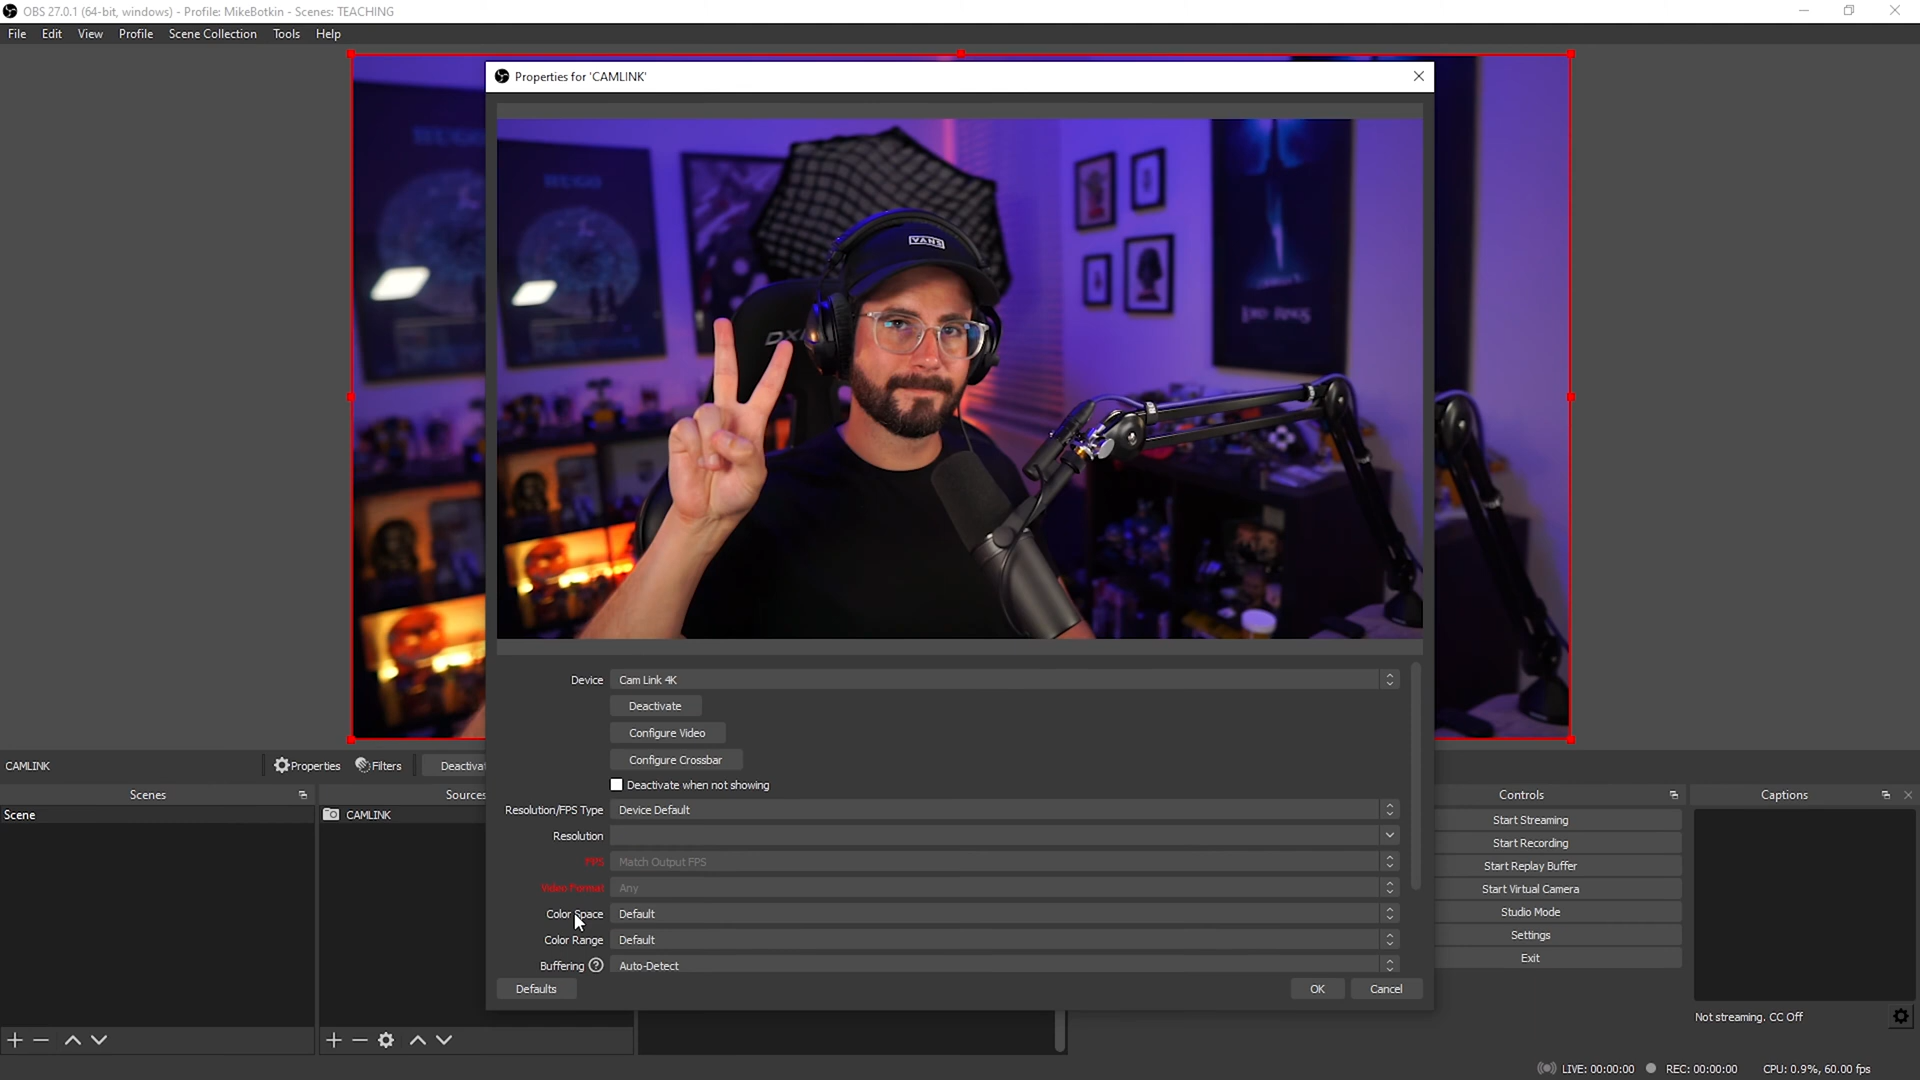 OBS 27.0.1 (64-bit, windows) - Profile: MikeBotkin - Scenes: TEACHING
File Edit View Profile Scene Collection Tools Help
Properties for 'CAMLINK'
HUGO
HUGO
VANS
DX
LORD RINGS
Device Cam Link 4K
Deactivate
Configure Video
Configure Crossbar
Deactivate when not showing
Resolution/FPS Type Device Default
Resolution
FPS Match Output FPS
Video Format Any
Color Space Default
Color Range Default
Buffering ? Auto-Detect
Defaults OK Cancel
CAMLINK Properties Filters Deactiva
Scenes
Scene
Sources
CAMLINK
Controls
Start Streaming
Start Recording
Start Replay Buffer
Start Virtual Camera
Studio Mode
Settings
Exit
Captions
Not streaming. CC Off
LIVE: 00:00:00 REC: 00:00:00 CPU: 0.9%, 60.00 fps